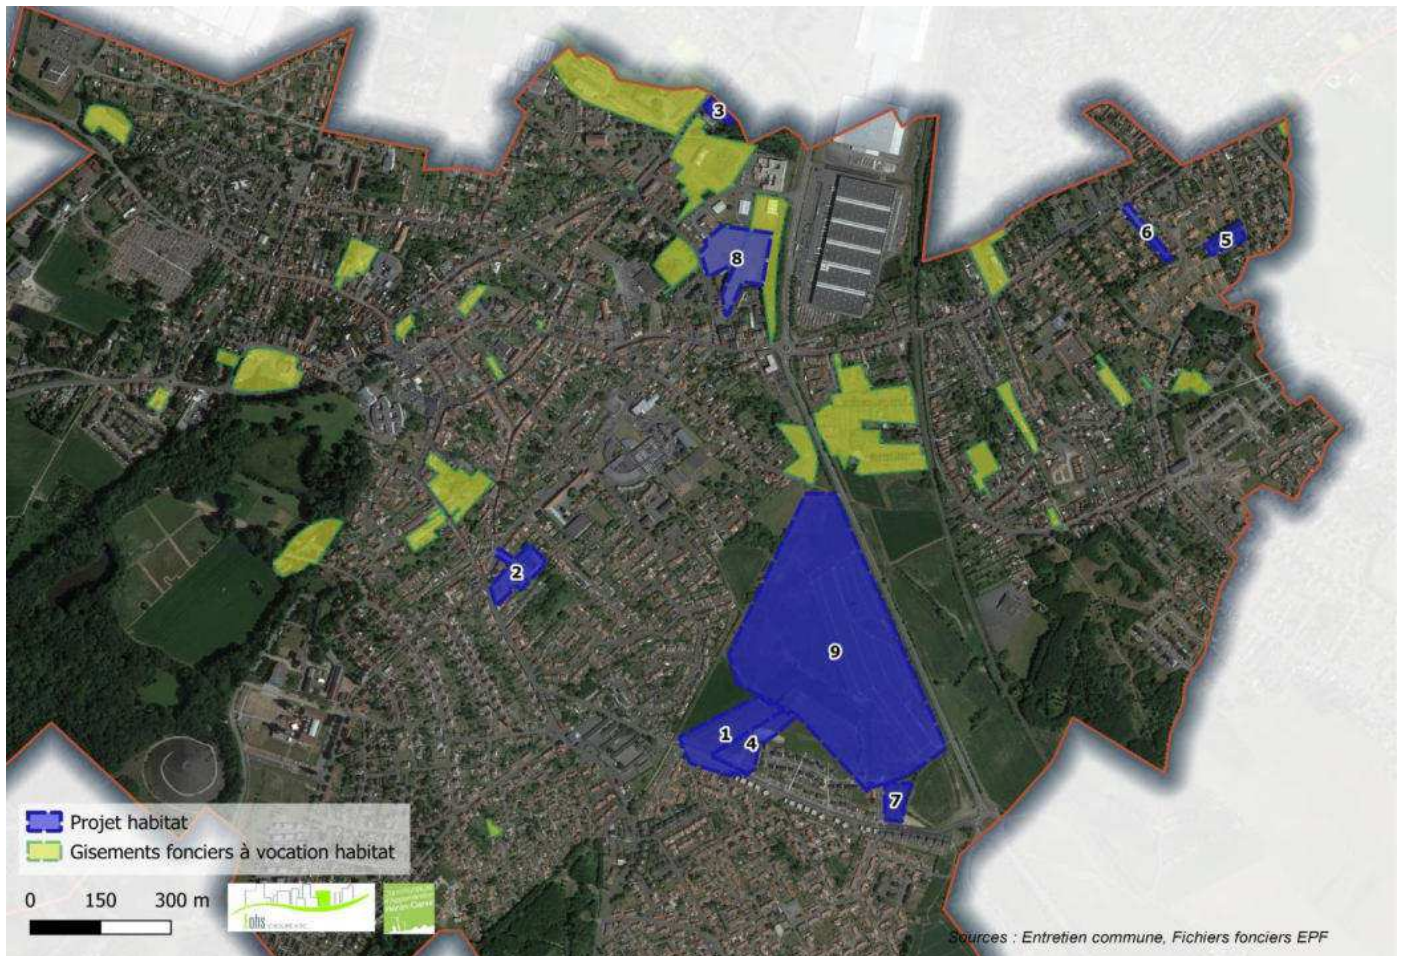 3
6
5
8
2
9
1
4
7
Projet habitat
Gisements fonciers à vocation habitat
0 150 300 m
Sources : Entretien commune, Fichiers fonciers EPF